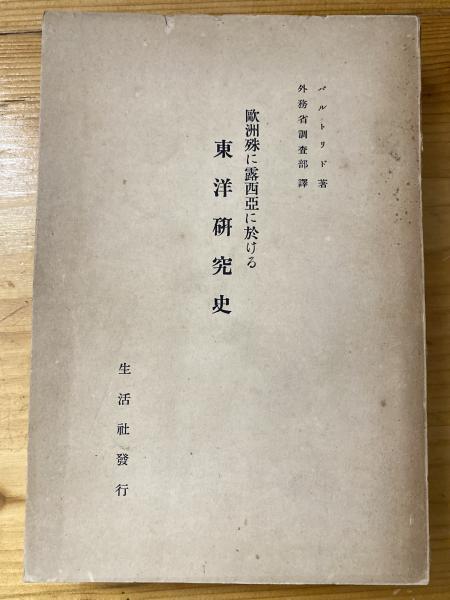 バルトリド著
外務省調査部譯
歐洲殊に露西亞に於ける
東洋研究史
生活社發行